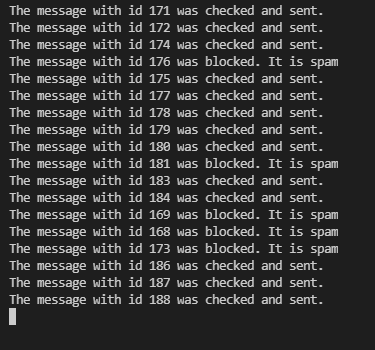 The message with id 171 was checked and sent.
The message with id 172 was checked and sent.
The message with id 174 was checked and sent.
The message with id 176 was blocked. It is spam
The message with id 175 was checked and sent.
The message with id 177 was checked and sent.
The message with id 178 was checked and sent.
The message with id 179 was checked and sent.
The message with id 180 was checked and sent.
The message with id 181 was blocked. It is spam
The message with id 183 was checked and sent.
The message with id 184 was checked and sent.
The message with id 169 was blocked. It is spam
The message with id 168 was blocked. It is spam
The message with id 173 was blocked. It is spam
The message with id 186 was checked and sent.
The message with id 187 was checked and sent.
The message with id 188 was checked and sent.